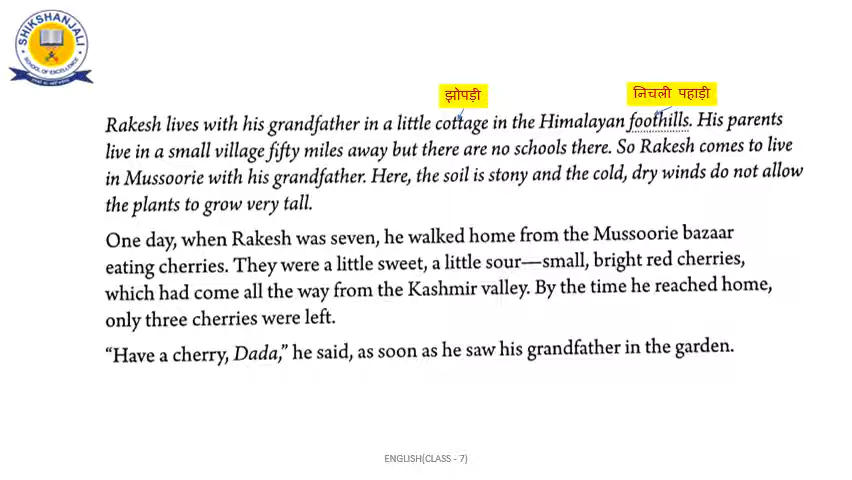 SHIKSHANJALI
SCHOOL OF EXCELLENCE
झोपड़ी
निचली पहाड़ी
Rakesh lives with his grandfather in a little cottage in the Himalayan foothills. His parents
live in a small village fifty miles away but there are no schools there. So Rakesh comes to live
in Mussoorie with his grandfather. Here, the soil is stony and the cold, dry winds do not allow
the plants to grow very tall.
One day, when Rakesh was seven, he walked home from the Mussoorie bazaar
eating cherries. They were a little sweet, a little sour—small, bright red cherries,
which had come all the way from the Kashmir valley. By the time he reached home,
only three cherries were left.
“Have a cherry, Dada,” he said, as soon as he saw his grandfather in the garden.
ENGLISH(CLASS - 7)